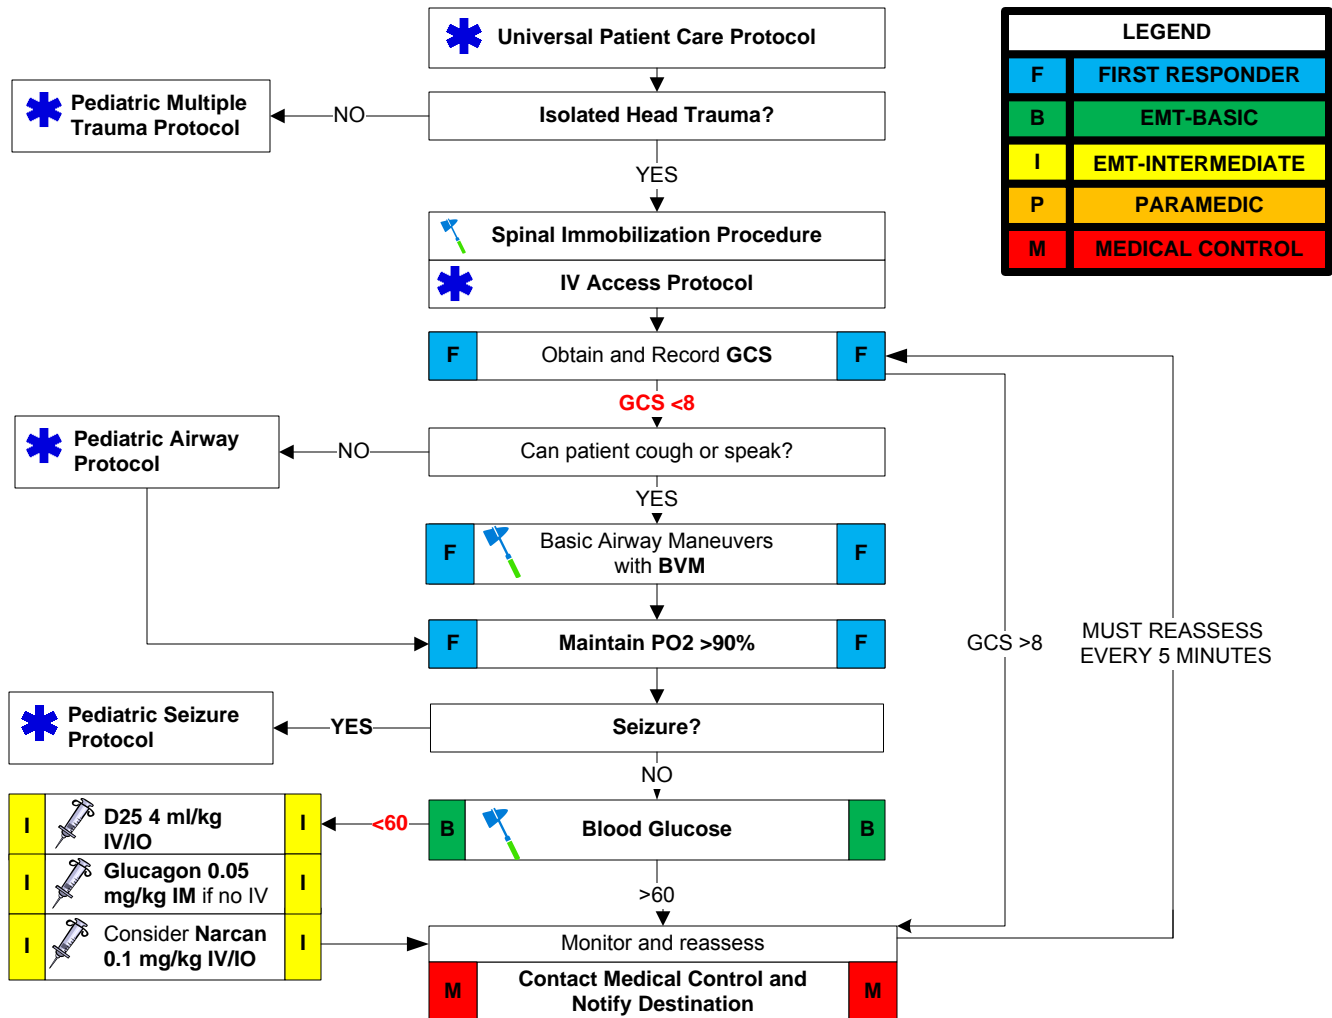 Universal Patient Care Protocol
LEGEND
F FIRST RESPONDER
B EMT-BASIC
I EMT-INTERMEDIATE
P PARAMEDIC
M MEDICAL CONTROL
Pediatric Multiple
Trauma Protocol
NO
Isolated Head Trauma?
YES
Spinal Immobilization Procedure
IV Access Protocol
F Obtain and Record GCS F
GCS <8
Pediatric Airway
Protocol
NO
Can patient cough or speak?
YES
F Basic Airway Maneuvers
with BVM F
F Maintain PO2 >90% F
GCS >8
MUST REASSESS
EVERY 5 MINUTES
Pediatric Seizure
Protocol
YES
Seizure?
NO
I D25 4 ml/kg
IV/IO I
<60
B Blood Glucose B
I Glucagon 0.05
mg/kg IM if no IV I
>60
I Consider Narcan
0.1 mg/kg IV/IO I
Monitor and reassess
M Contact Medical Control and
Notify Destination M